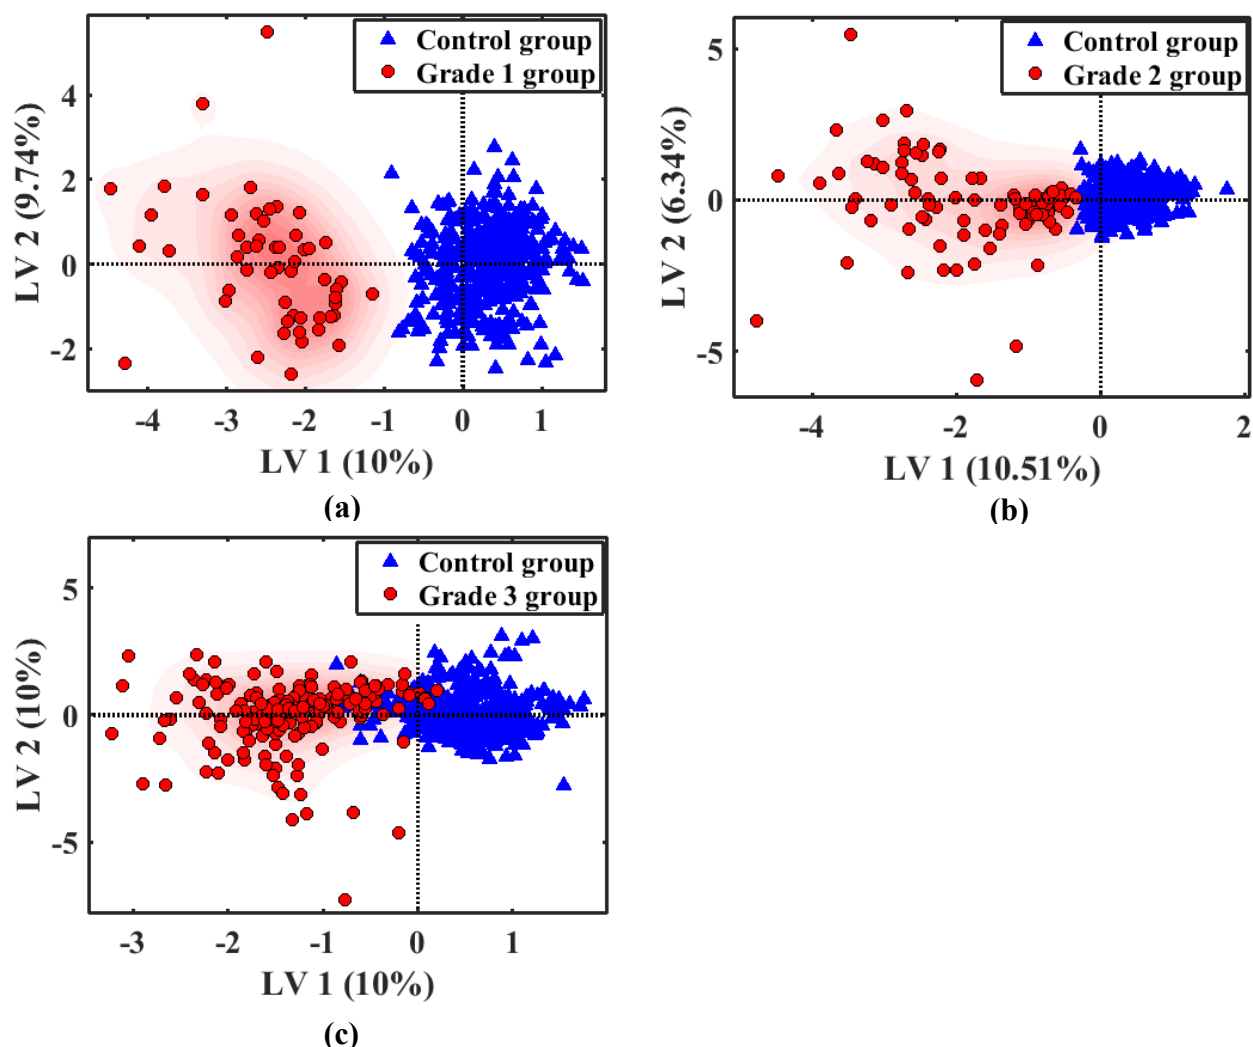 Control group
Grade 1 group
4
2
0
-2
LV 2 (9.74%)
-4 -3 -2 -1 0 1
LV 1 (10%)
(a)
Control group
Grade 2 group
5
0
-5
LV 2 (6.34%)
-4 -2 0 2
LV 1 (10.51%)
(b)
Control group
Grade 3 group
5
0
-5
LV 2 (10%)
-3 -2 -1 0 1
LV 1 (10%)
(c)